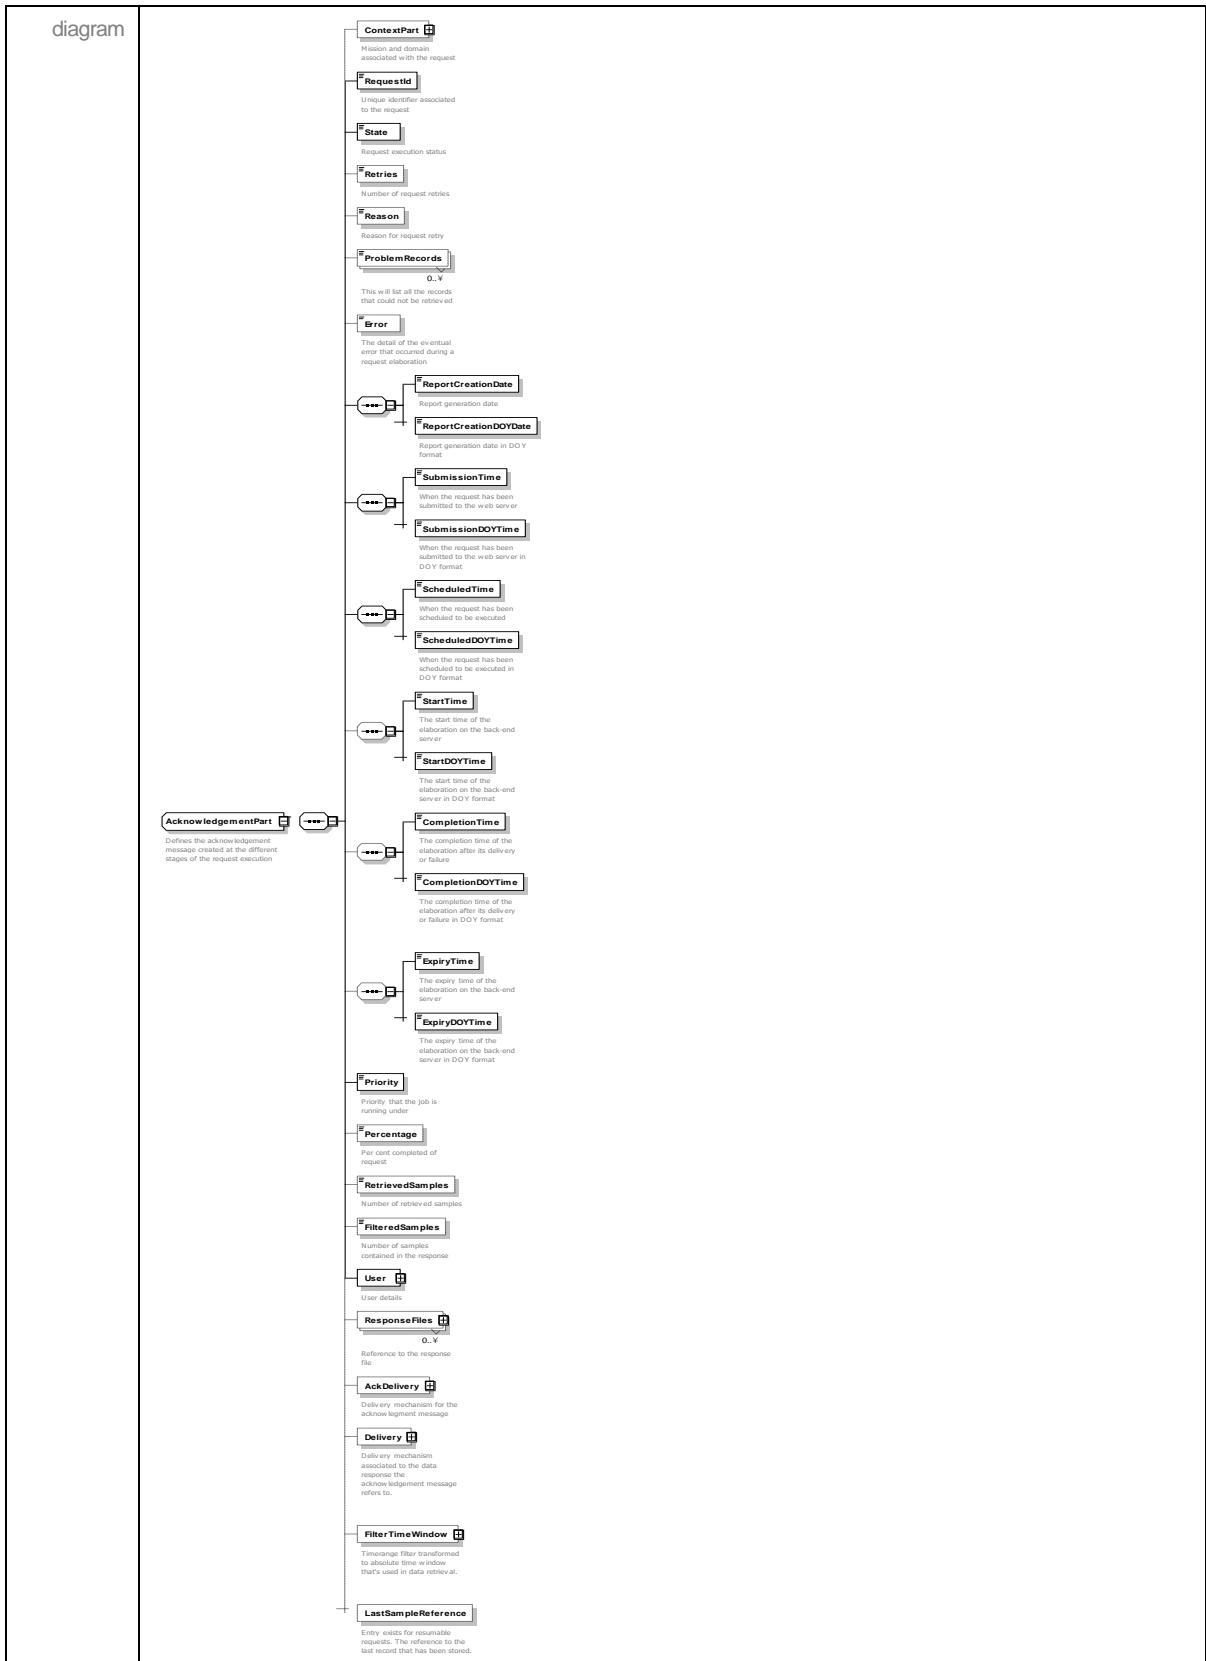 diagram
ContextPart
Mission and domain
associated with the request
RequestId
Unique identifier associated
to the request
State
Request execution status
Retries
Number of request retries
Reason
Reason for request retry
ProblemRecords
0..¥
This will list all the records
that could not be retrieved
Error
The detail of the eventual
error that occurred during a
request elaboration
ReportCreationDate
Report generation date
ReportCreationDOYDate
Report generation date in DOY
format
SubmissionTime
When the request has been
submitted to the web server
SubmissionDOYTime
When the request has been
submitted to the web server in
DOY format
ScheduledTime
When the request has been
scheduled to be executed
ScheduledDOYTime
When the request has been
scheduled to be executed in
DOY format
StartTime
The start time of the
elaboration on the back-end
server
StartDOYTime
The start time of the
elaboration on the back-end
server in DOY format
AcknowledgementPart
Defines the acknowledgement
message created at the different
stages of the request execution
CompletionTime
The completion time of the
elaboration after its delivery
or failure
CompletionDOYTime
The completion time of the
elaboration after its delivery
or failure in DOY format
ExpiryTime
The expiry time of the
elaboration on the back-end
server
ExpiryDOYTime
The expiry time of the
elaboration on the back-end
server in DOY format
Priority
Priority that the job is
running under
Percentage
Per cent completed of
request
RetrievedSamples
Number of retrieved samples
FilteredSamples
Number of samples
contained in the response
User
User details
ResponseFiles
0..¥
Reference to the response
file
AckDelivery
Delivery mechanism for the
acknowlegment message
Delivery
Delivery mechanism
associated to the data
response the
acknowledgement message
refers to.
FilterTimeWindow
Timerange filter transformed
to absolute time window
that's used in data retrieval.
LastSampleReference
Entry exists for resumable
requests. The reference to the
last record that has been stored.